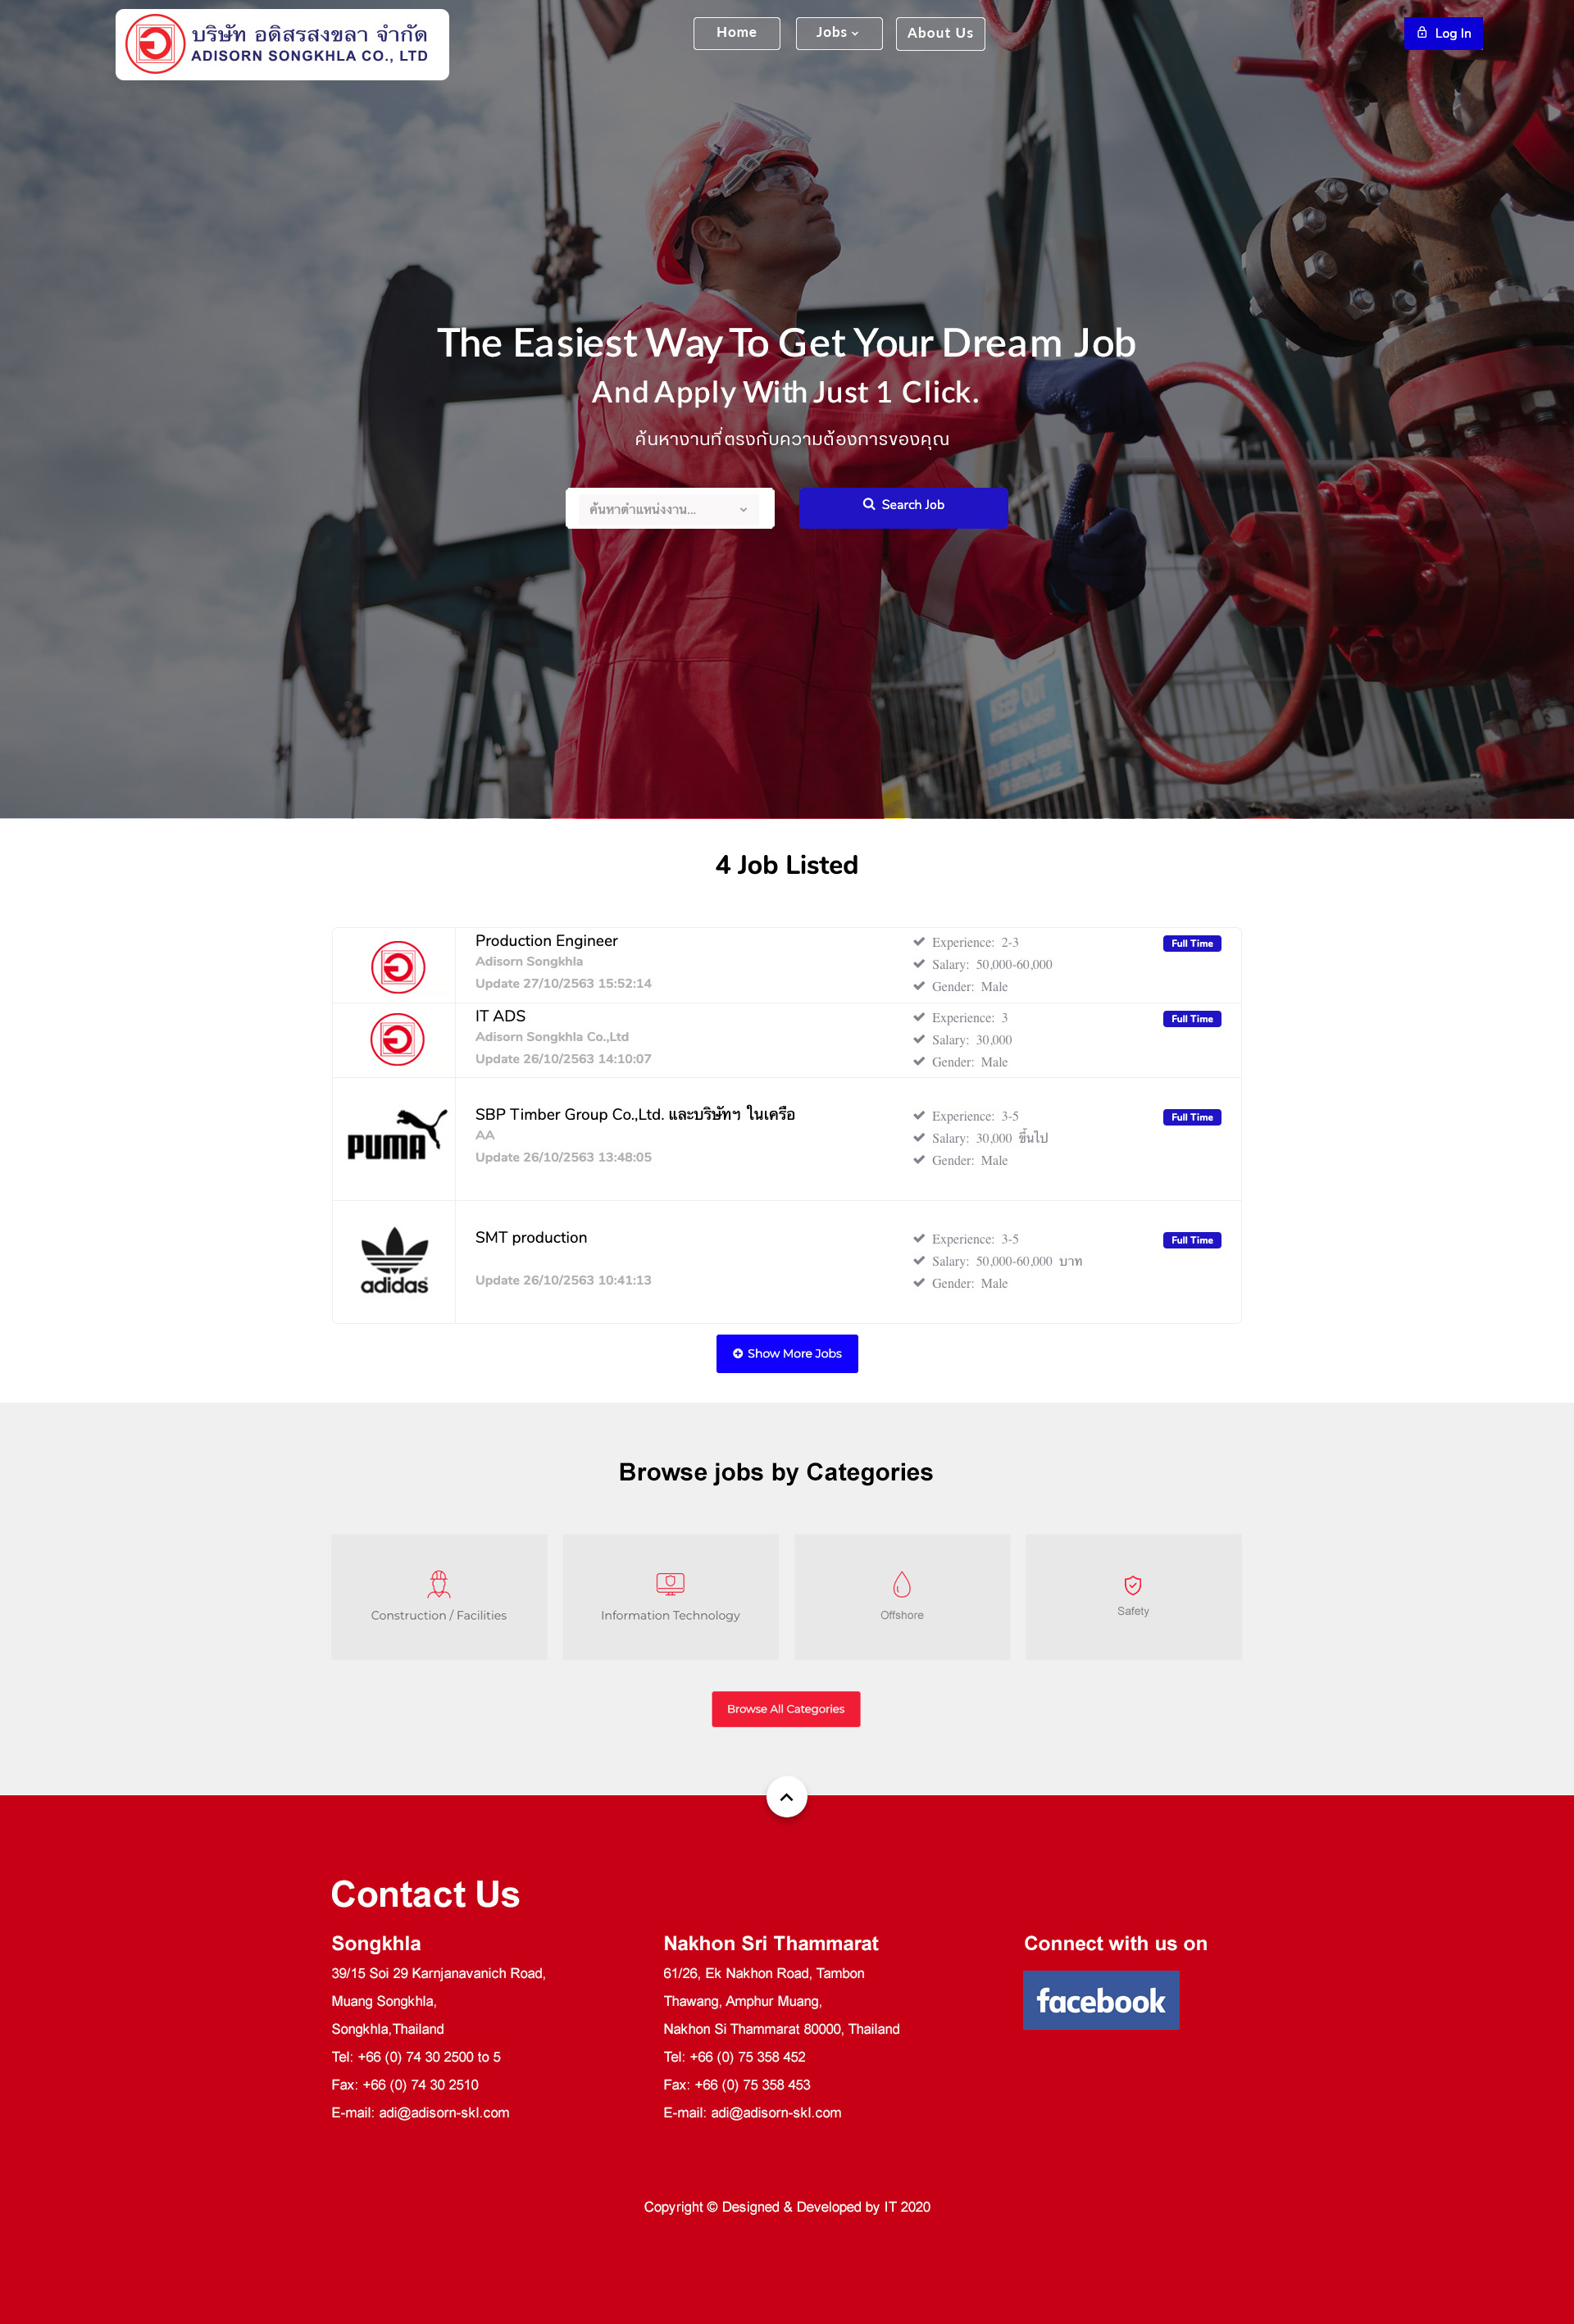 บริษัท อดิสรสงขลา จำกัด
ADISORN SONGKHLA CO., LTD
Home
Jobs
About Us
Log In
The Easiest Way To Get Your Dream Job
And Apply With Just 1 Click.
ค้นหางานที่ตรงกับความต้องการของคุณ
ค้นหาตำแหน่งงาน...
Search Job
4 Job Listed
Production Engineer
Adisorn Songkhla
Update 27/10/2563 15:52:14
Experience: 2-3
Salary: 50,000-60,000
Gender: Male
Full Time
IT ADS
Adisorn Songkhla Co.,Ltd
Update 26/10/2563 14:10:07
Experience: 3
Salary: 30,000
Gender: Male
Full Time
PUMA
SBP Timber Group Co.,Ltd. และบริษัทฯ ในเครือ
AA
Update 26/10/2563 13:48:05
Experience: 3-5
Salary: 30,000 ขึ้นไป
Gender: Male
Full Time
adidas
SMT production
Update 26/10/2563 10:41:13
Experience: 3-5
Salary: 50,000-60,000 บาท
Gender: Male
Full Time
Show More Jobs
Browse jobs by Categories
Construction / Facilities
Information Technology
Offshore
Safety
Browse All Categories
Contact Us
Songkhla
39/15 Soi 29 Karnjanavanich Road,
Muang Songkhla,
Songkhla,Thailand
Tel: +66 (0) 74 30 2500 to 5
Fax: +66 (0) 74 30 2510
E-mail: adi@adisorn-skl.com
Nakhon Sri Thammarat
61/26, Ek Nakhon Road, Tambon
Thawang, Amphur Muang,
Nakhon Si Thammarat 80000, Thailand
Tel: +66 (0) 75 358 452
Fax: +66 (0) 75 358 453
E-mail: adi@adisorn-skl.com
Connect with us on
facebook
Copyright © Designed & Developed by IT 2020